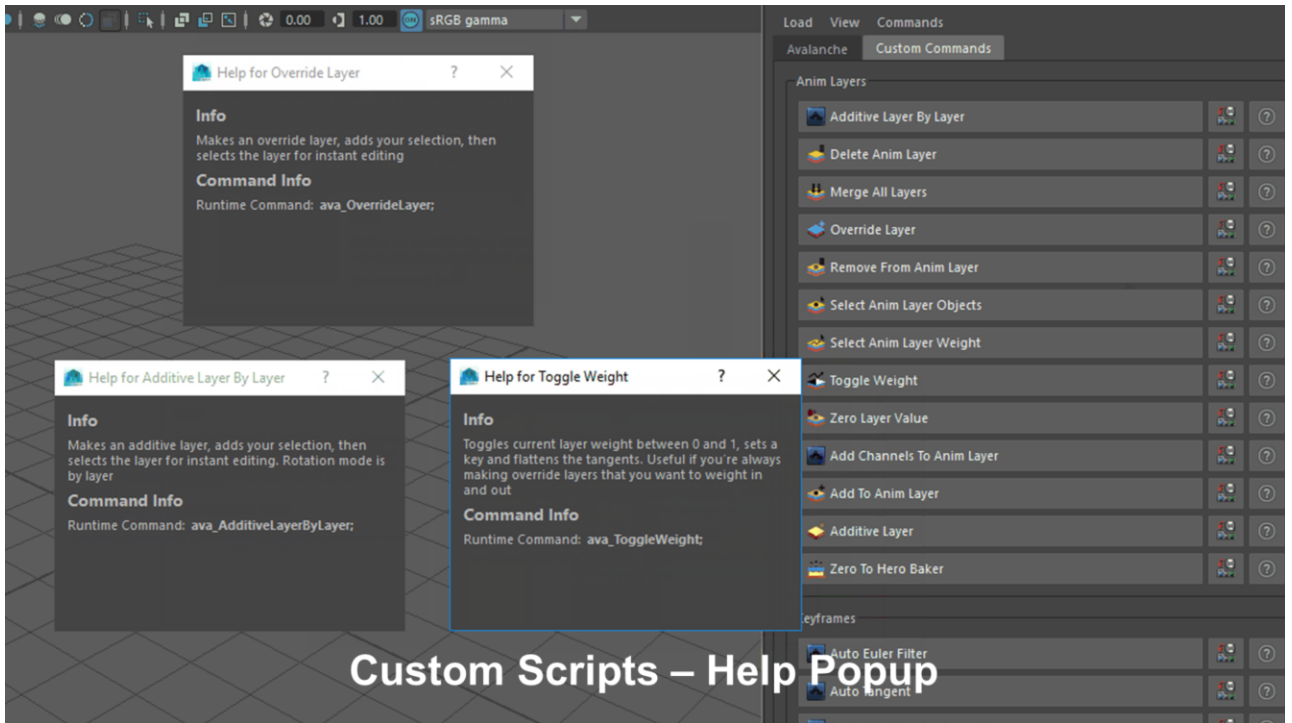 0.00 1.00 ON sRGB gamma
Load View Commands
Avalanche Custom Commands
Help for Override Layer ?
Info
Makes an override layer, adds your selection, then
selects the layer for instant editing
Command Info
Runtime Command: ava_OverrideLayer;
Help for Additive Layer By Layer ?
Info
Makes an additive layer, adds your selection, then
selects the layer for instant editing. Rotation mode is
by layer
Command Info
Runtime Command: ava_AdditiveLayerByLayer;
Help for Toggle Weight ?
Info
Toggles current layer weight between 0 and 1, sets a
key and flattens the tangents. Useful if you're always
making override layers that you want to weight in
and out
Command Info
Runtime Command: ava_ToggleWeight;
Anim Layers
Additive Layer By Layer ?
Delete Anim Layer ?
Merge All Layers ?
Override Layer ?
Remove From Anim Layer ?
Select Anim Layer Objects ?
Select Anim Layer Weight ?
Toggle Weight ?
Zero Layer Value ?
Add Channels To Anim Layer ?
Add To Anim Layer ?
Additive Layer ?
Zero To Hero Baker ?
eyframes
Auto Euler Filter ?
Auto Tangent ?
Custom Scripts – Help Popup